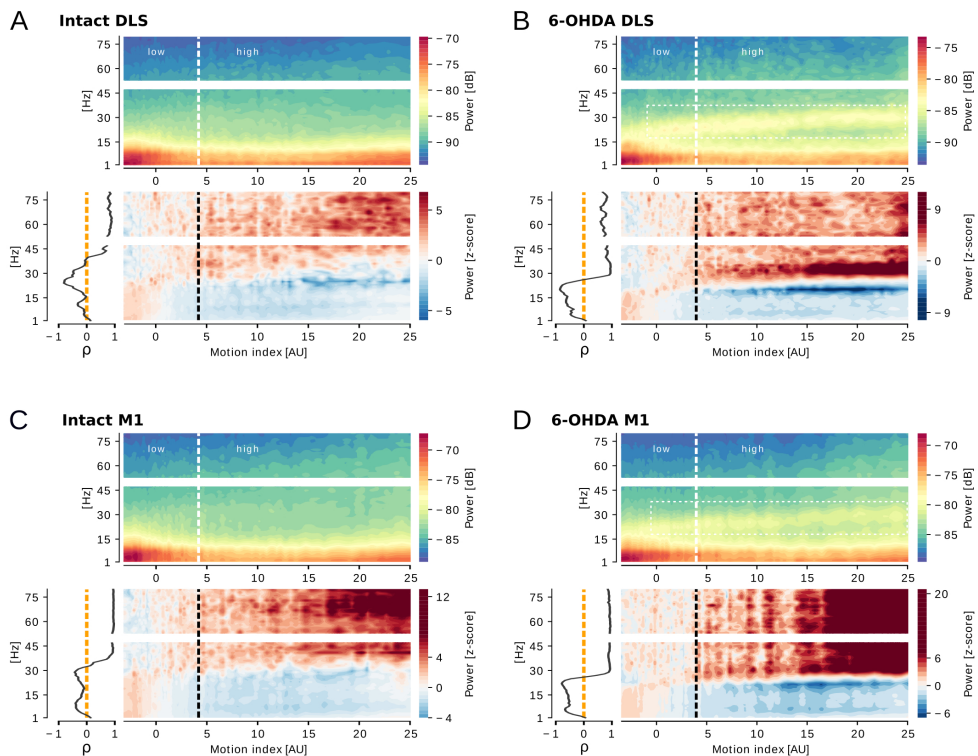 A Intact DLS
low high
75
60
45
30
15
1
[Hz]
0 5 10 15 20 25
−70
−75
−80
−85
−90
Power [dB]
75
60
45
30
15
1
[Hz]
5
0
−5
Power [z-score]
−1 0 1
ρ
0 5 10 15 20 25
Motion index [AU]
B 6-OHDA DLS
low high
75
60
45
30
15
1
[Hz]
0 5 10 15 20 25
−75
−80
−85
−90
Power [dB]
75
60
45
30
15
1
[Hz]
9
0
−9
Power [z-score]
−1 0 1
ρ
0 5 10 15 20 25
Motion index [AU]
C Intact M1
low high
75
60
45
30
15
1
[Hz]
0 5 10 15 20 25
−70
−75
−80
−85
Power [dB]
75
60
45
30
15
1
[Hz]
12
8
4
0
−4
Power [z-score]
−1 0 1
ρ
0 5 10 15 20 25
Motion index [AU]
D 6-OHDA M1
low high
75
60
45
30
15
1
[Hz]
0 5 10 15 20 25
−70
−75
−80
−85
Power [dB]
75
60
45
30
15
1
[Hz]
20
6
0
−6
Power [z-score]
−1 0 1
ρ
0 5 10 15 20 25
Motion index [AU]